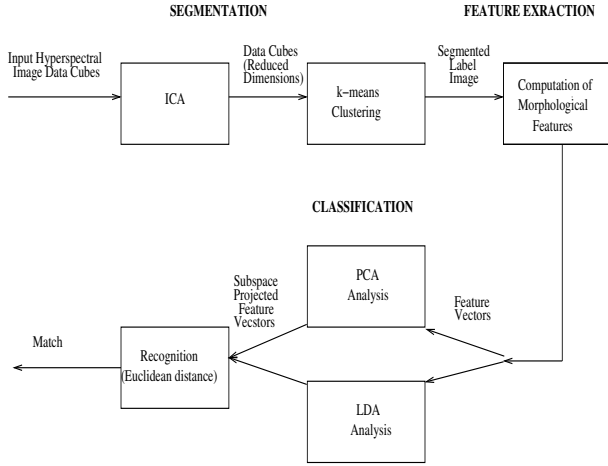 SEGMENTATION
FEATURE EXRACTION
Input Hyperspectral
Image Data Cubes
ICA
Data Cubes
(Reduced
Dimensions)
k-means
Clustering
Segmented
Label
Image
Computation of
Morphological
Features
CLASSIFICATION
PCA
Analysis
Subspace
Projected
Feature
Vecstors
Feature
Vectors
Match
Recognition
(Euclidean distance)
LDA
Analysis